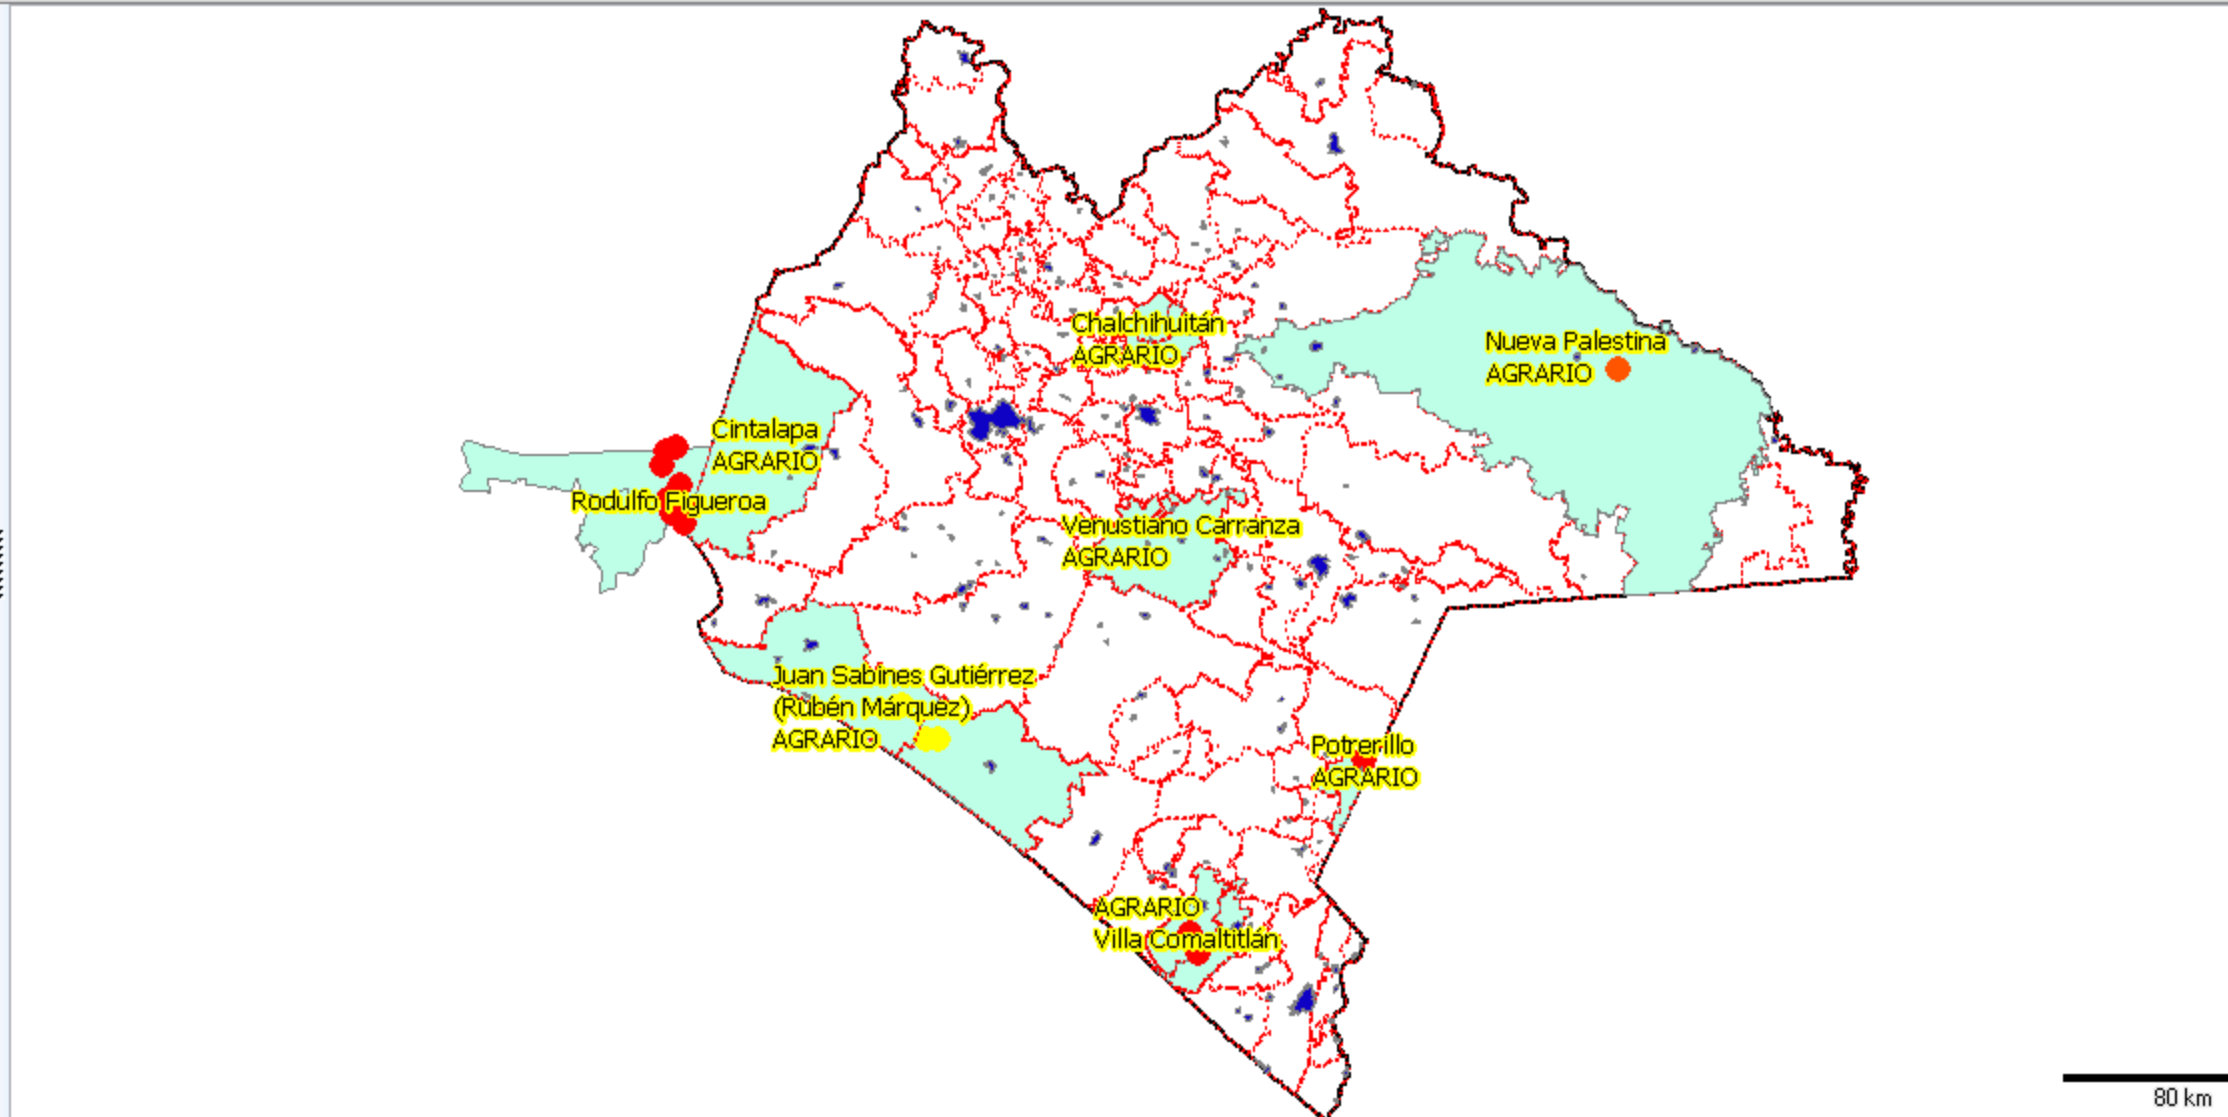 Chalchihuitán
AGRARIO
Nueva Palestina
AGRARIO
Cintalapa
AGRARIO
Rodulfo Figueroa
Venustiano Carranza
AGRARIO
Juan Sabines Gutiérrez
(Rubén Márquez)
AGRARIO
Potrerillo
AGRARIO
AGRARIO
Villa Comaltitlán
80 km